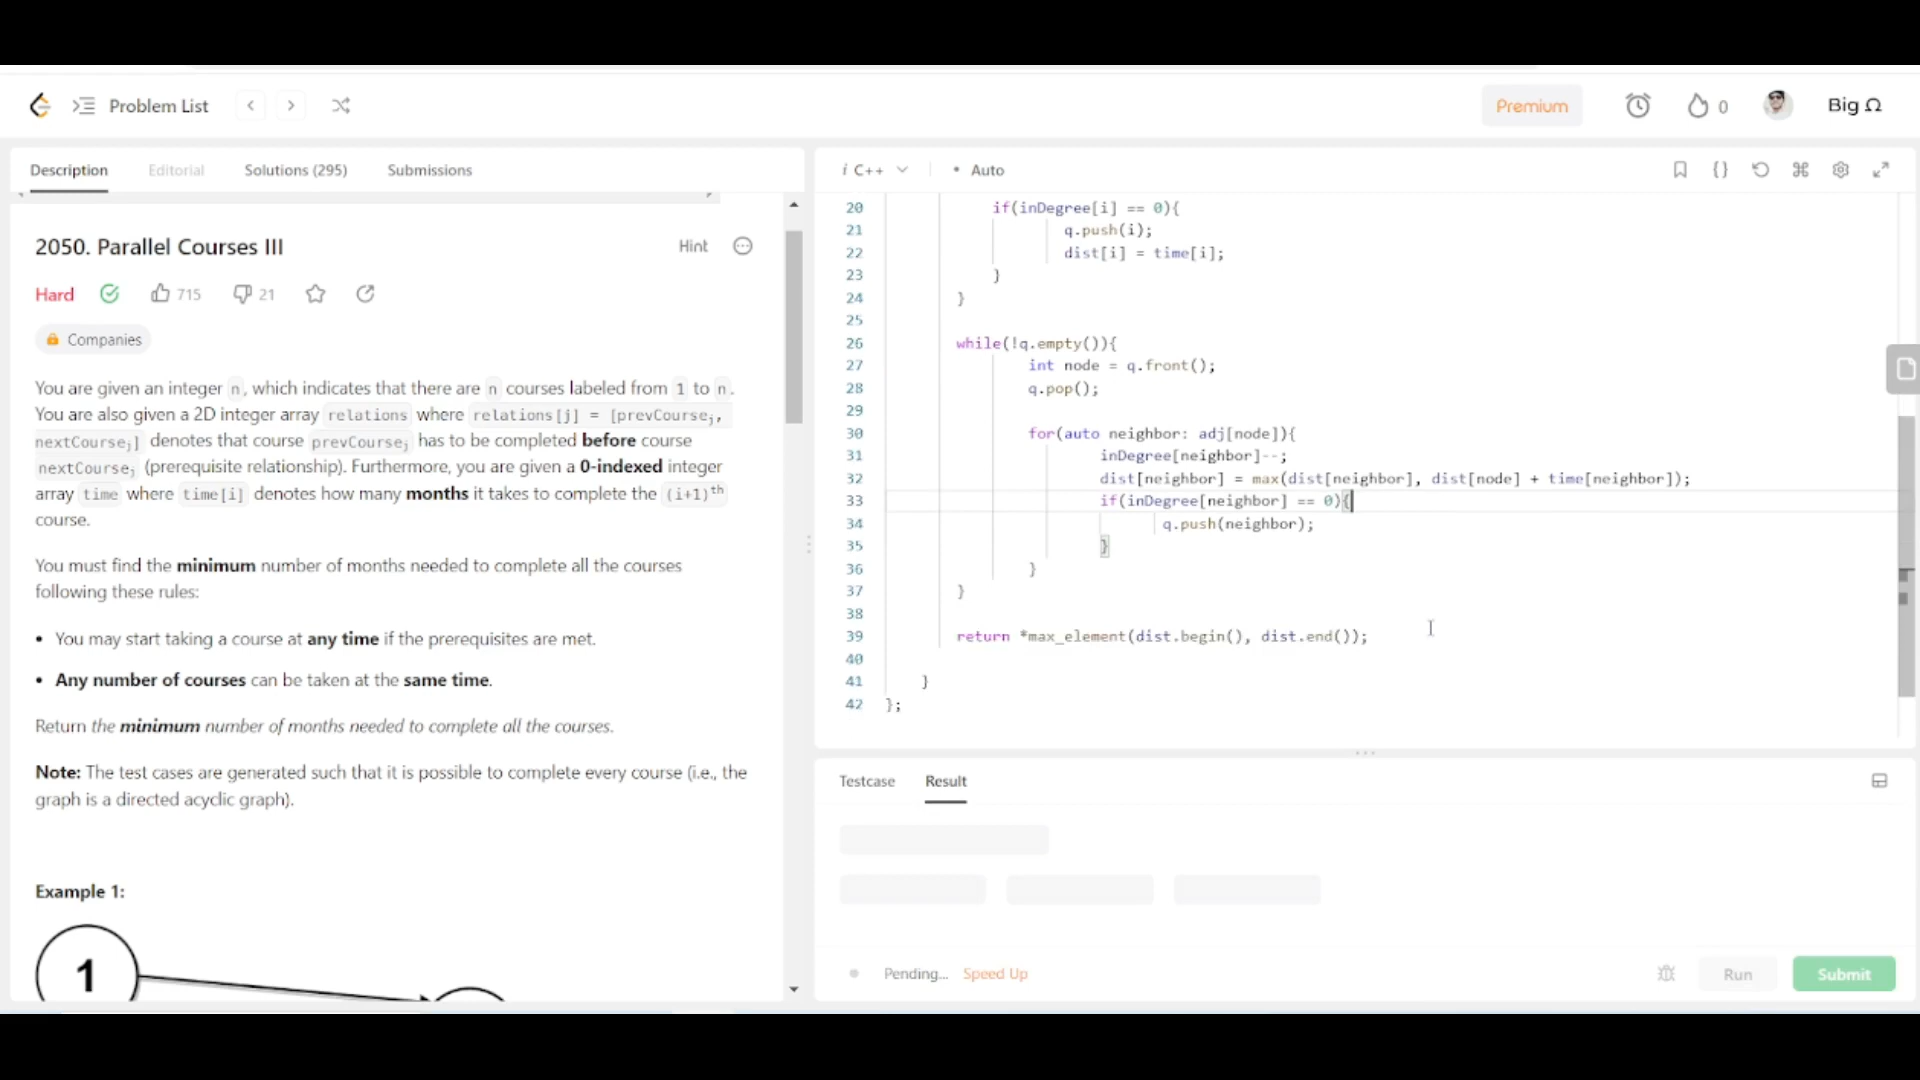 Problem List
Premium
0
Big Ω
Description
Editorial
Solutions (295)
Submissions
2050. Parallel Courses III
Hint
Hard
715
21
Companies
You are given an integer n, which indicates that there are n courses labeled from 1 to n.
You are also given a 2D integer array relations where relations[j] = [prevCoursej,
nextCoursej] denotes that course prevCoursej has to be completed before course
nextCoursej (prerequisite relationship). Furthermore, you are given a 0-indexed integer
array time where time[i] denotes how many months it takes to complete the (i+1)th
course.
You must find the minimum number of months needed to complete all the courses
following these rules:
• You may start taking a course at any time if the prerequisites are met.
• Any number of courses can be taken at the same time.
Return the minimum number of months needed to complete all the courses.
Note: The test cases are generated such that it is possible to complete every course (i.e., the
graph is a directed acyclic graph).
Example 1:
1
i C++
• Auto
20 if(inDegree[i] == 0){
21 q.push(i);
22 dist[i] = time[i];
23 }
24 }
25
26 while(!q.empty()){
27 int node = q.front();
28 q.pop();
29
30 for(auto neighbor: adj[node]){
31 inDegree[neighbor]--;
32 dist[neighbor] = max(dist[neighbor], dist[node] + time[neighbor]);
33 if(inDegree[neighbor] == 0){
34 q.push(neighbor);
35 }
36 }
37 }
38
39 return *max_element(dist.begin(), dist.end());
40
41 }
42 };
Testcase
Result
Pending...
Speed Up
Run
Submit